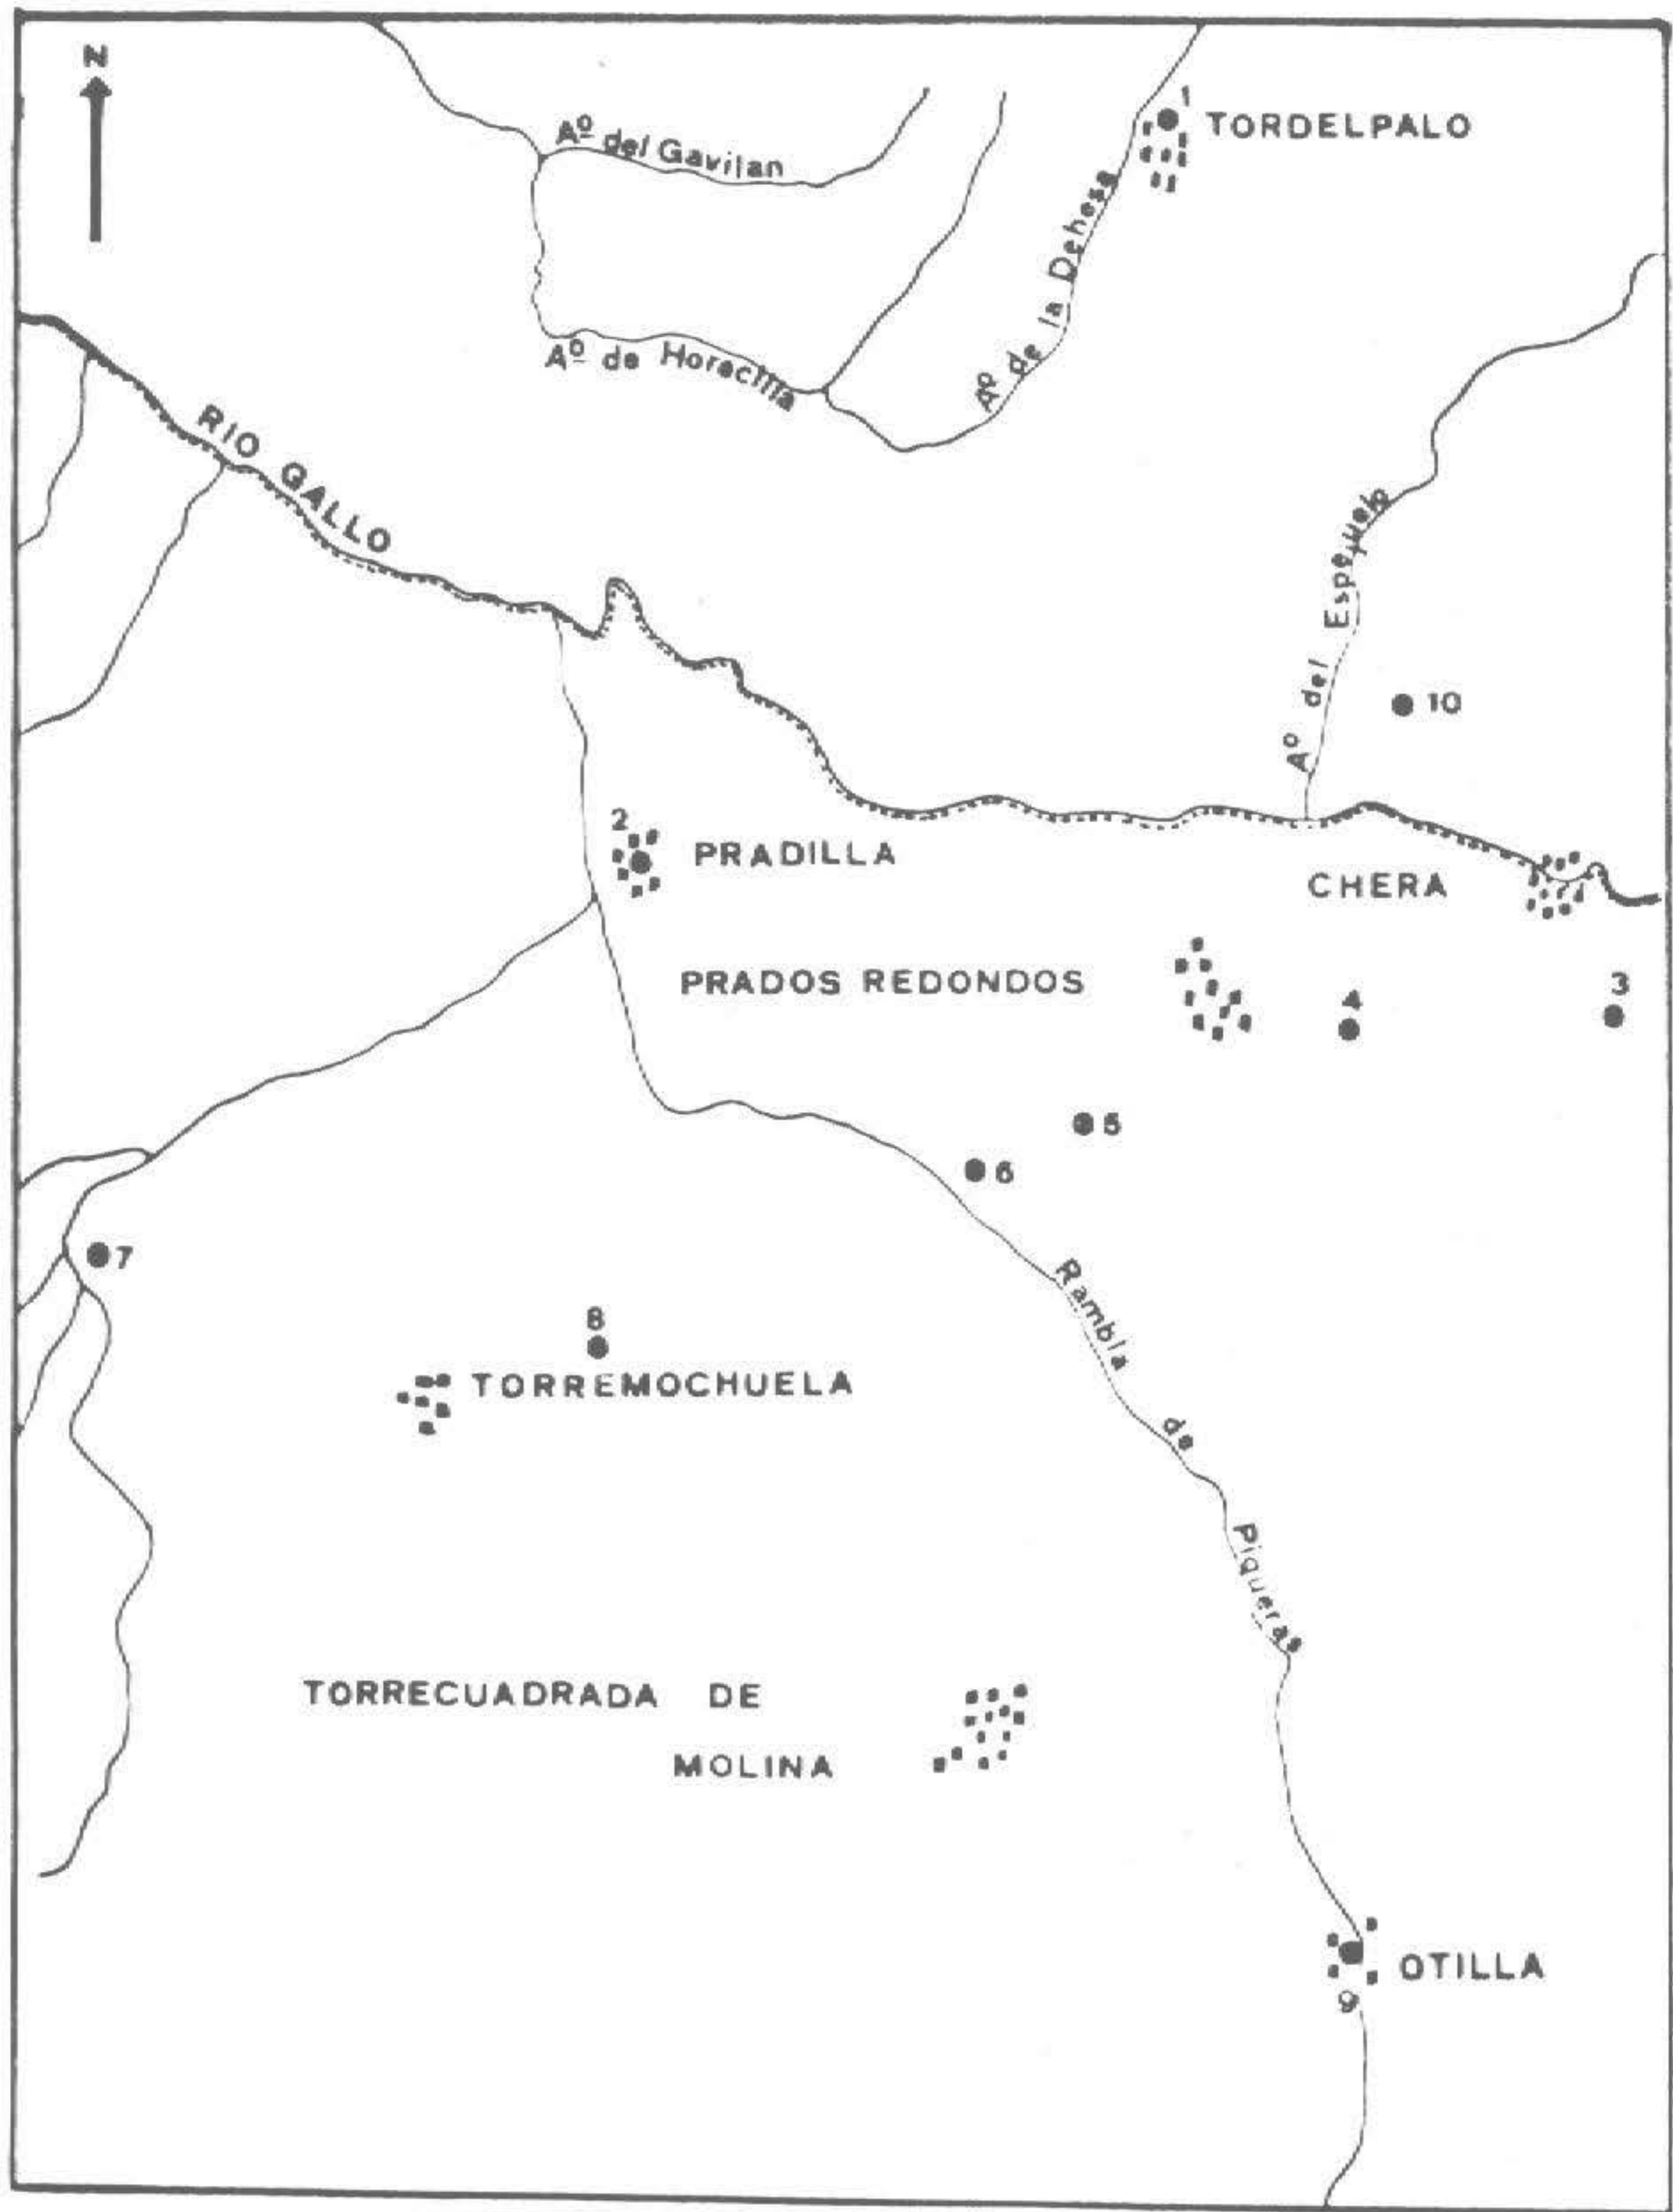 N
1
TORDELPALO
Aº del Gavilan
Aº de la Dehesa
Aº de Horacilla
RIO GALLO
Aº del Espejuelo
10
2
PRADILLA
CHERA
PRADOS REDONDOS
3
4
5
6
7
8
TORREMOCHUELA
Rambla de Piqueras
TORRECUADRADA DE
MOLINA
OTILLA
9